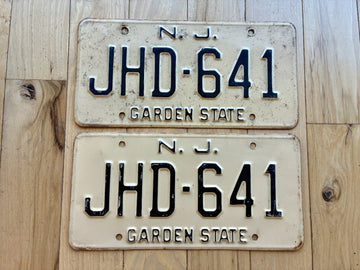 N.J.
JHD-641
GARDEN STATE
N.J.
JHD-641
GARDEN STATE